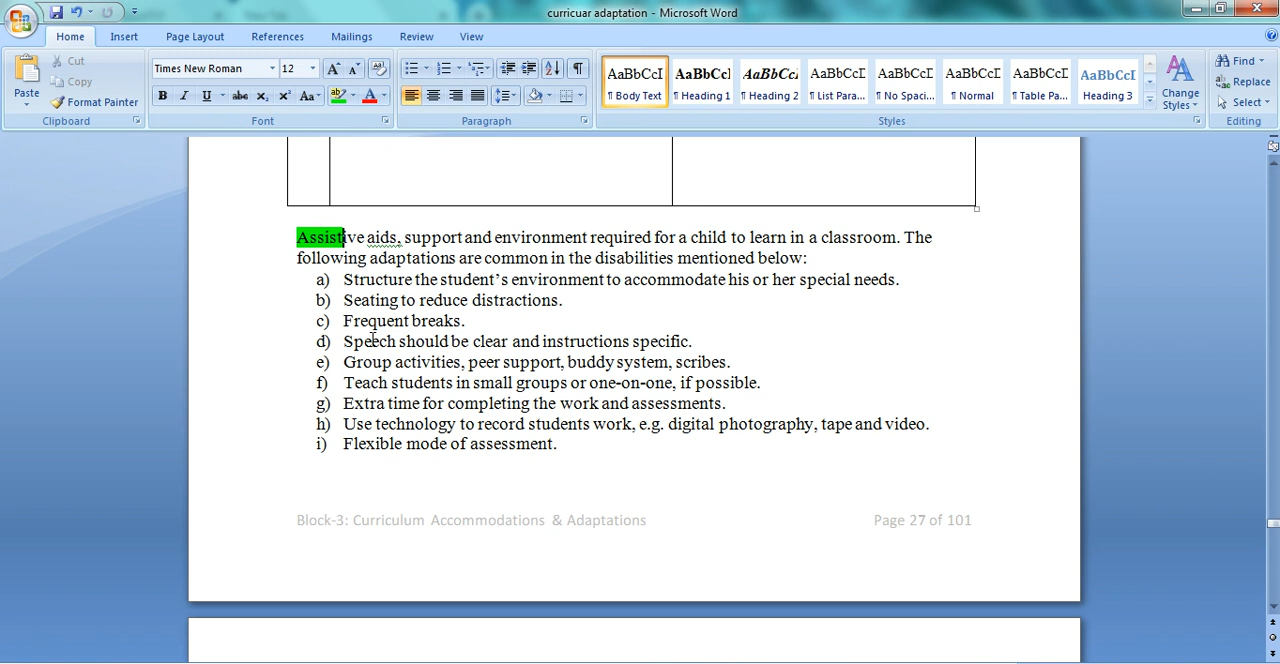 curricuar adaptation - Microsoft Word
Home Insert Page Layout References Mailings Review View
Paste
Cut
Copy
Format Painter
Clipboard
Times New Roman 12
B I U abc x₂ x² Aa ab A
Font
Paragraph
AaBbCcI AaBbCcl AaBbCc. AaBbCcI AaBbCcI AaBbCcI AaBbCcI AaBbCcI
¶ Body Text ¶ Heading 1 ¶ Heading 2 ¶ List Para... ¶ No Spaci... ¶ Normal ¶ Table Pa... Heading 3
Change Styles
Styles
Find
Replace
Select
Editing
Assistive aids, support and environment required for a child to learn in a classroom. The
following adaptations are common in the disabilities mentioned below:
a) Structure the student’s environment to accommodate his or her special needs.
b) Seating to reduce distractions.
c) Frequent breaks.
d) Speech should be clear and instructions specific.
e) Group activities, peer support, buddy system, scribes.
f) Teach students in small groups or one-on-one, if possible.
g) Extra time for completing the work and assessments.
h) Use technology to record students work, e.g. digital photography, tape and video.
i) Flexible mode of assessment.
Block-3: Curriculum Accommodations & Adaptations Page 27 of 101